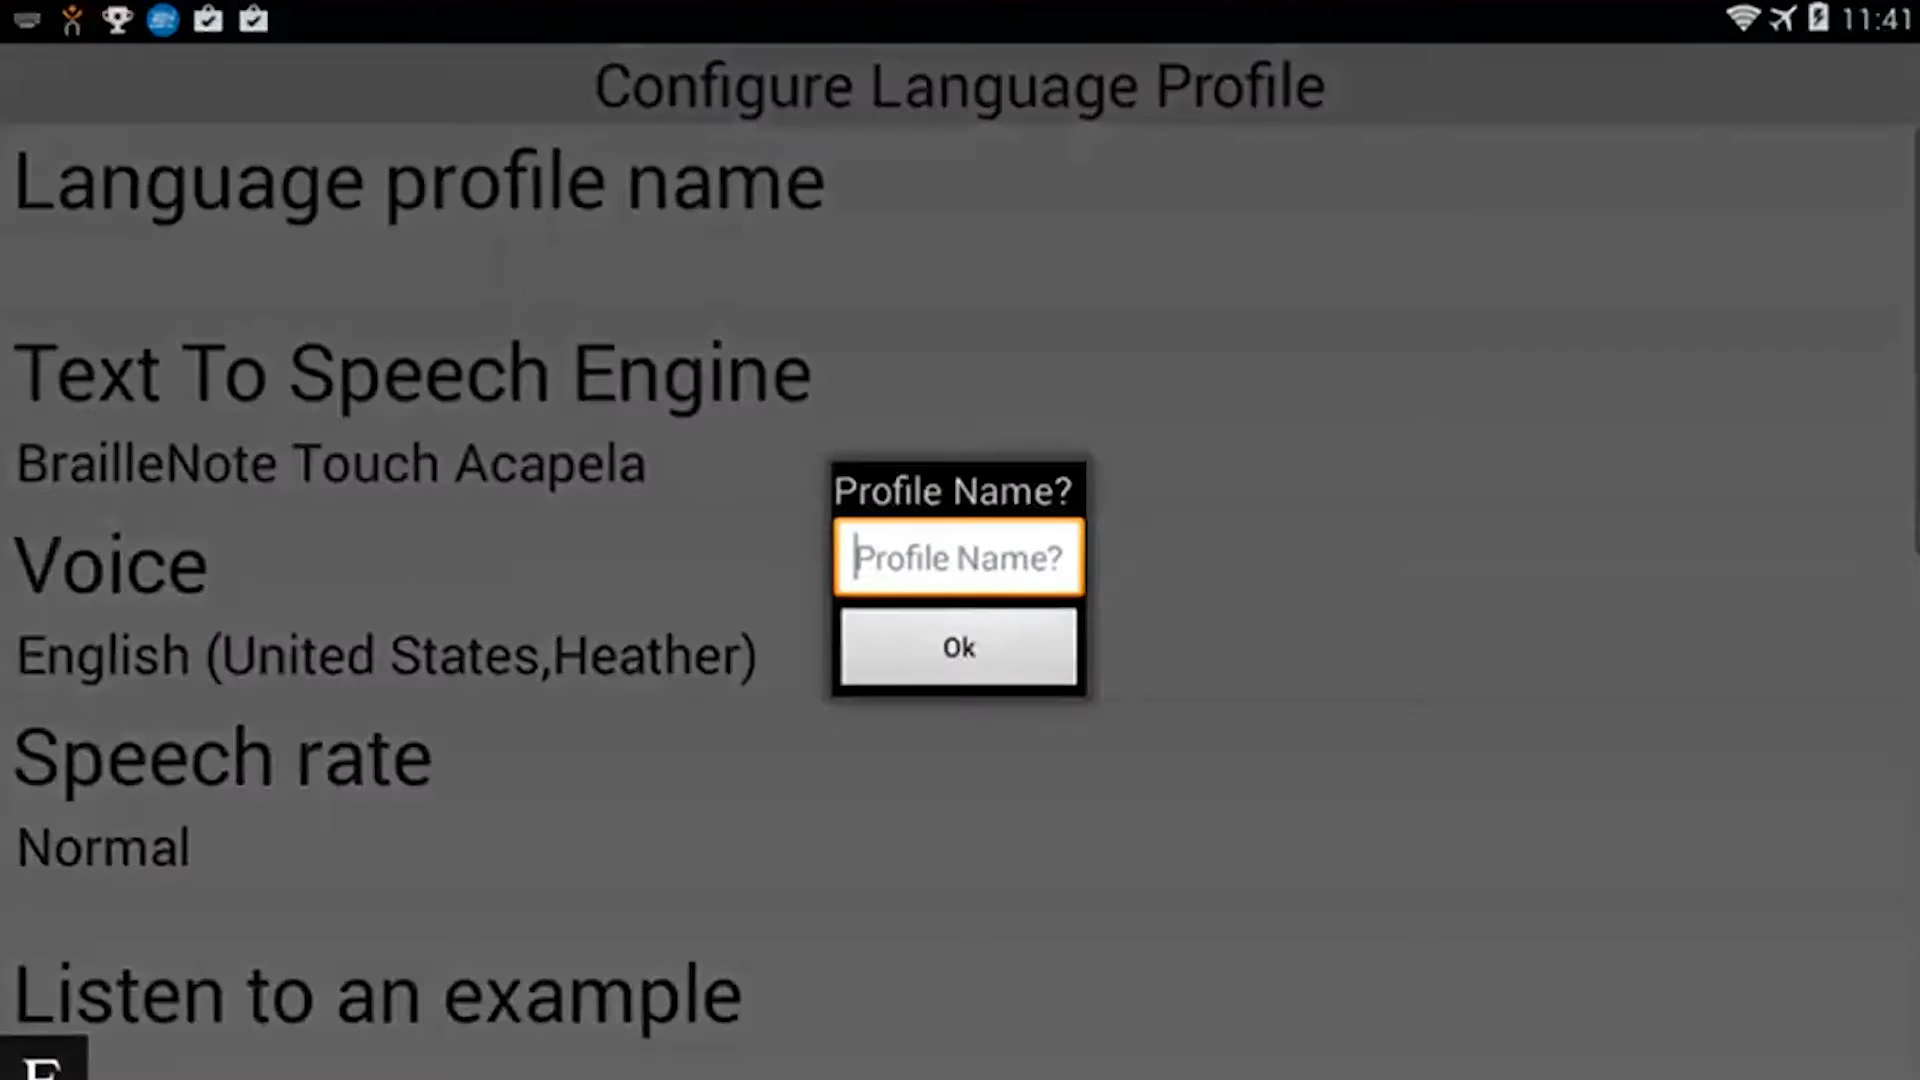 11:41
Configure Language Profile
Language profile name
Text To Speech Engine
BrailleNote Touch Acapela
Profile Name?
Profile Name?
Voice
Ok
English (United States,Heather)
Speech rate
Normal
Listen to an example